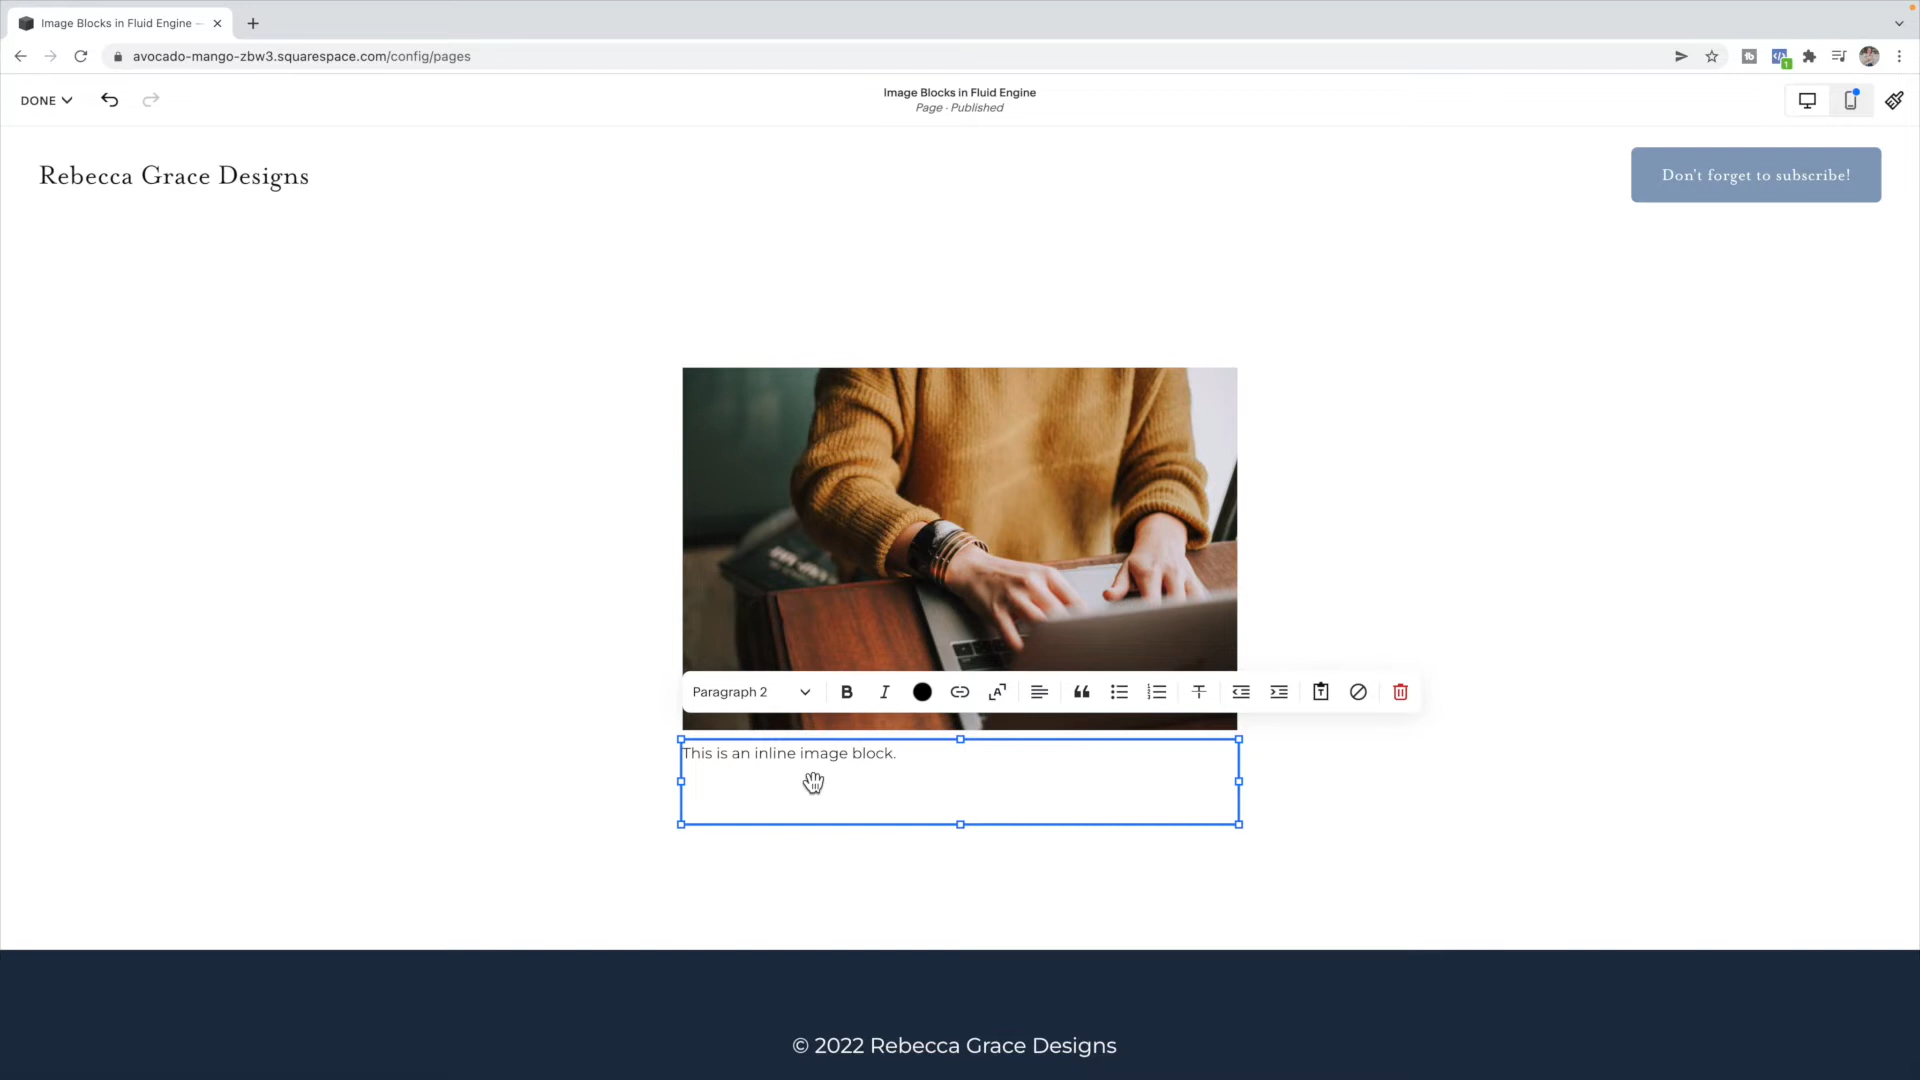 Image Blocks in Fluid Engine —
avocado-mango-zbw3.squarespace.com/config/pages
1
DONE
Image Blocks in Fluid Engine
Page · Published
Rebecca Grace Designs
Don't forget to subscribe!
Paragraph 2
This is an inline image block.
© 2022 Rebecca Grace Designs